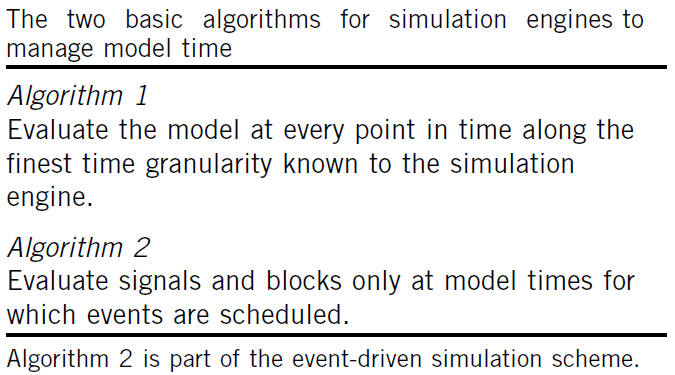 The two basic algorithms for simulation engines to
manage model time
Algorithm 1
Evaluate the model at every point in time along the
finest time granularity known to the simulation
engine.
Algorithm 2
Evaluate signals and blocks only at model times for
which events are scheduled.
Algorithm 2 is part of the event-driven simulation scheme.